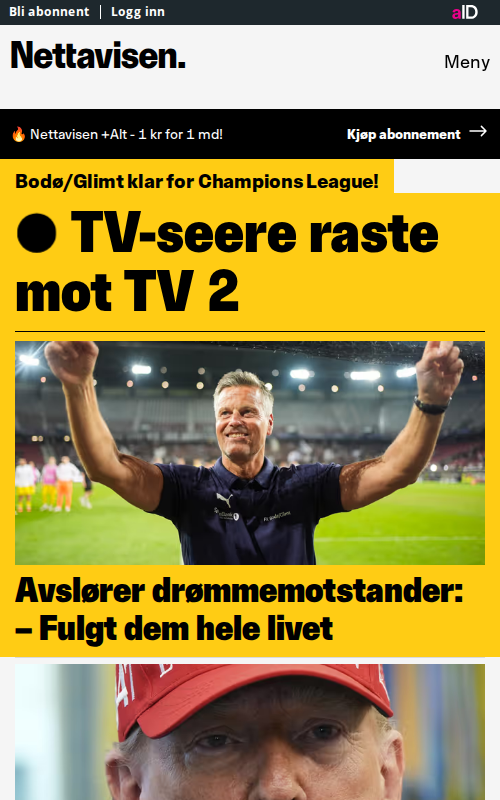 Bli abonnent | Logg inn
aID
Nettavisen.
Meny
Nettavisen +Alt - 1 kr for 1 md!
Kjøp abonnement →
Bodø/Glimt klar for Champions League!
TV-seere raste
mot TV 2
Avslører drømmemotstander:
– Fulgt dem hele livet